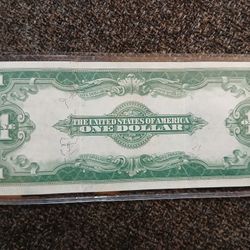 THE UNITED STATES OF AMERICA
ONE DOLLAR